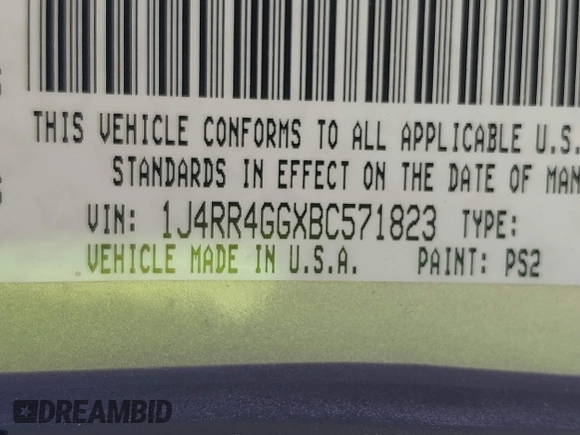 THIS VEHICLE CONFORMS TO ALL APPLICABLE U.S.
STANDARDS IN EFFECT ON THE DATE OF MAN
VIN: 1J4RR4GGXBC571823 TYPE:
VEHICLE MADE IN U.S.A. PAINT: PS2
DREAMBID